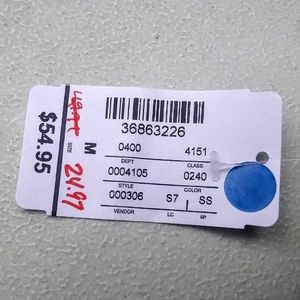 36863226
0400 4151
DEPT CLASS
0004105 0240
STYLE COLOR
000306 S7 SS
VENDOR LC SP
SIZE M
24.97
$54.95